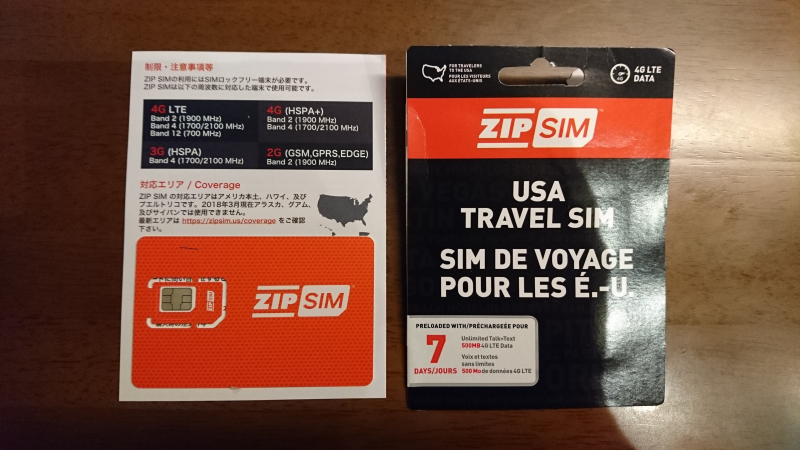 制限・注意事項等
ZIP SIMの利用にはSIMロックフリー端末が必要です。
ZIP SIMは以下の周波数に対応した端末で使用可能です。
4G LTE
Band 2 (1900 MHz)
Band 4 (1700/2100 MHz)
Band 12 (700 MHz)
4G (HSPA+)
Band 2 (1900 MHz)
Band 4 (1700/2100 MHz)
3G (HSPA)
Band 4 (1700/2100 MHz)
2G (GSM,GPRS,EDGE)
Band 2 (1900 MHz)
対応エリア / Coverage
ZIP SIM の対応エリアはアメリカ本土、ハワイ、及び
プエルトリコです。2018年3月現在アラスカ、グアム、
及びサイパンでは使用できません。
最新エリアは https://zipsim.us/coverage をご確認
下さい。
ZIP SIM
FOR TRAVELERS
TO THE USA
POUR LES VISITEURS
AUX ÉTATS-UNIS
4G
4G LTE
DATA
ZIP SIM
USA
TRAVEL SIM
SIM DE VOYAGE
POUR LES É.-U.
PRELOADED WITH/PRÉCHARGÉE POUR
7
DAYS/JOURS
Unlimited Talk+Text
500MB 4G LTE Data
Voix et textes
sans limites
500 Mo de données 4G LTE